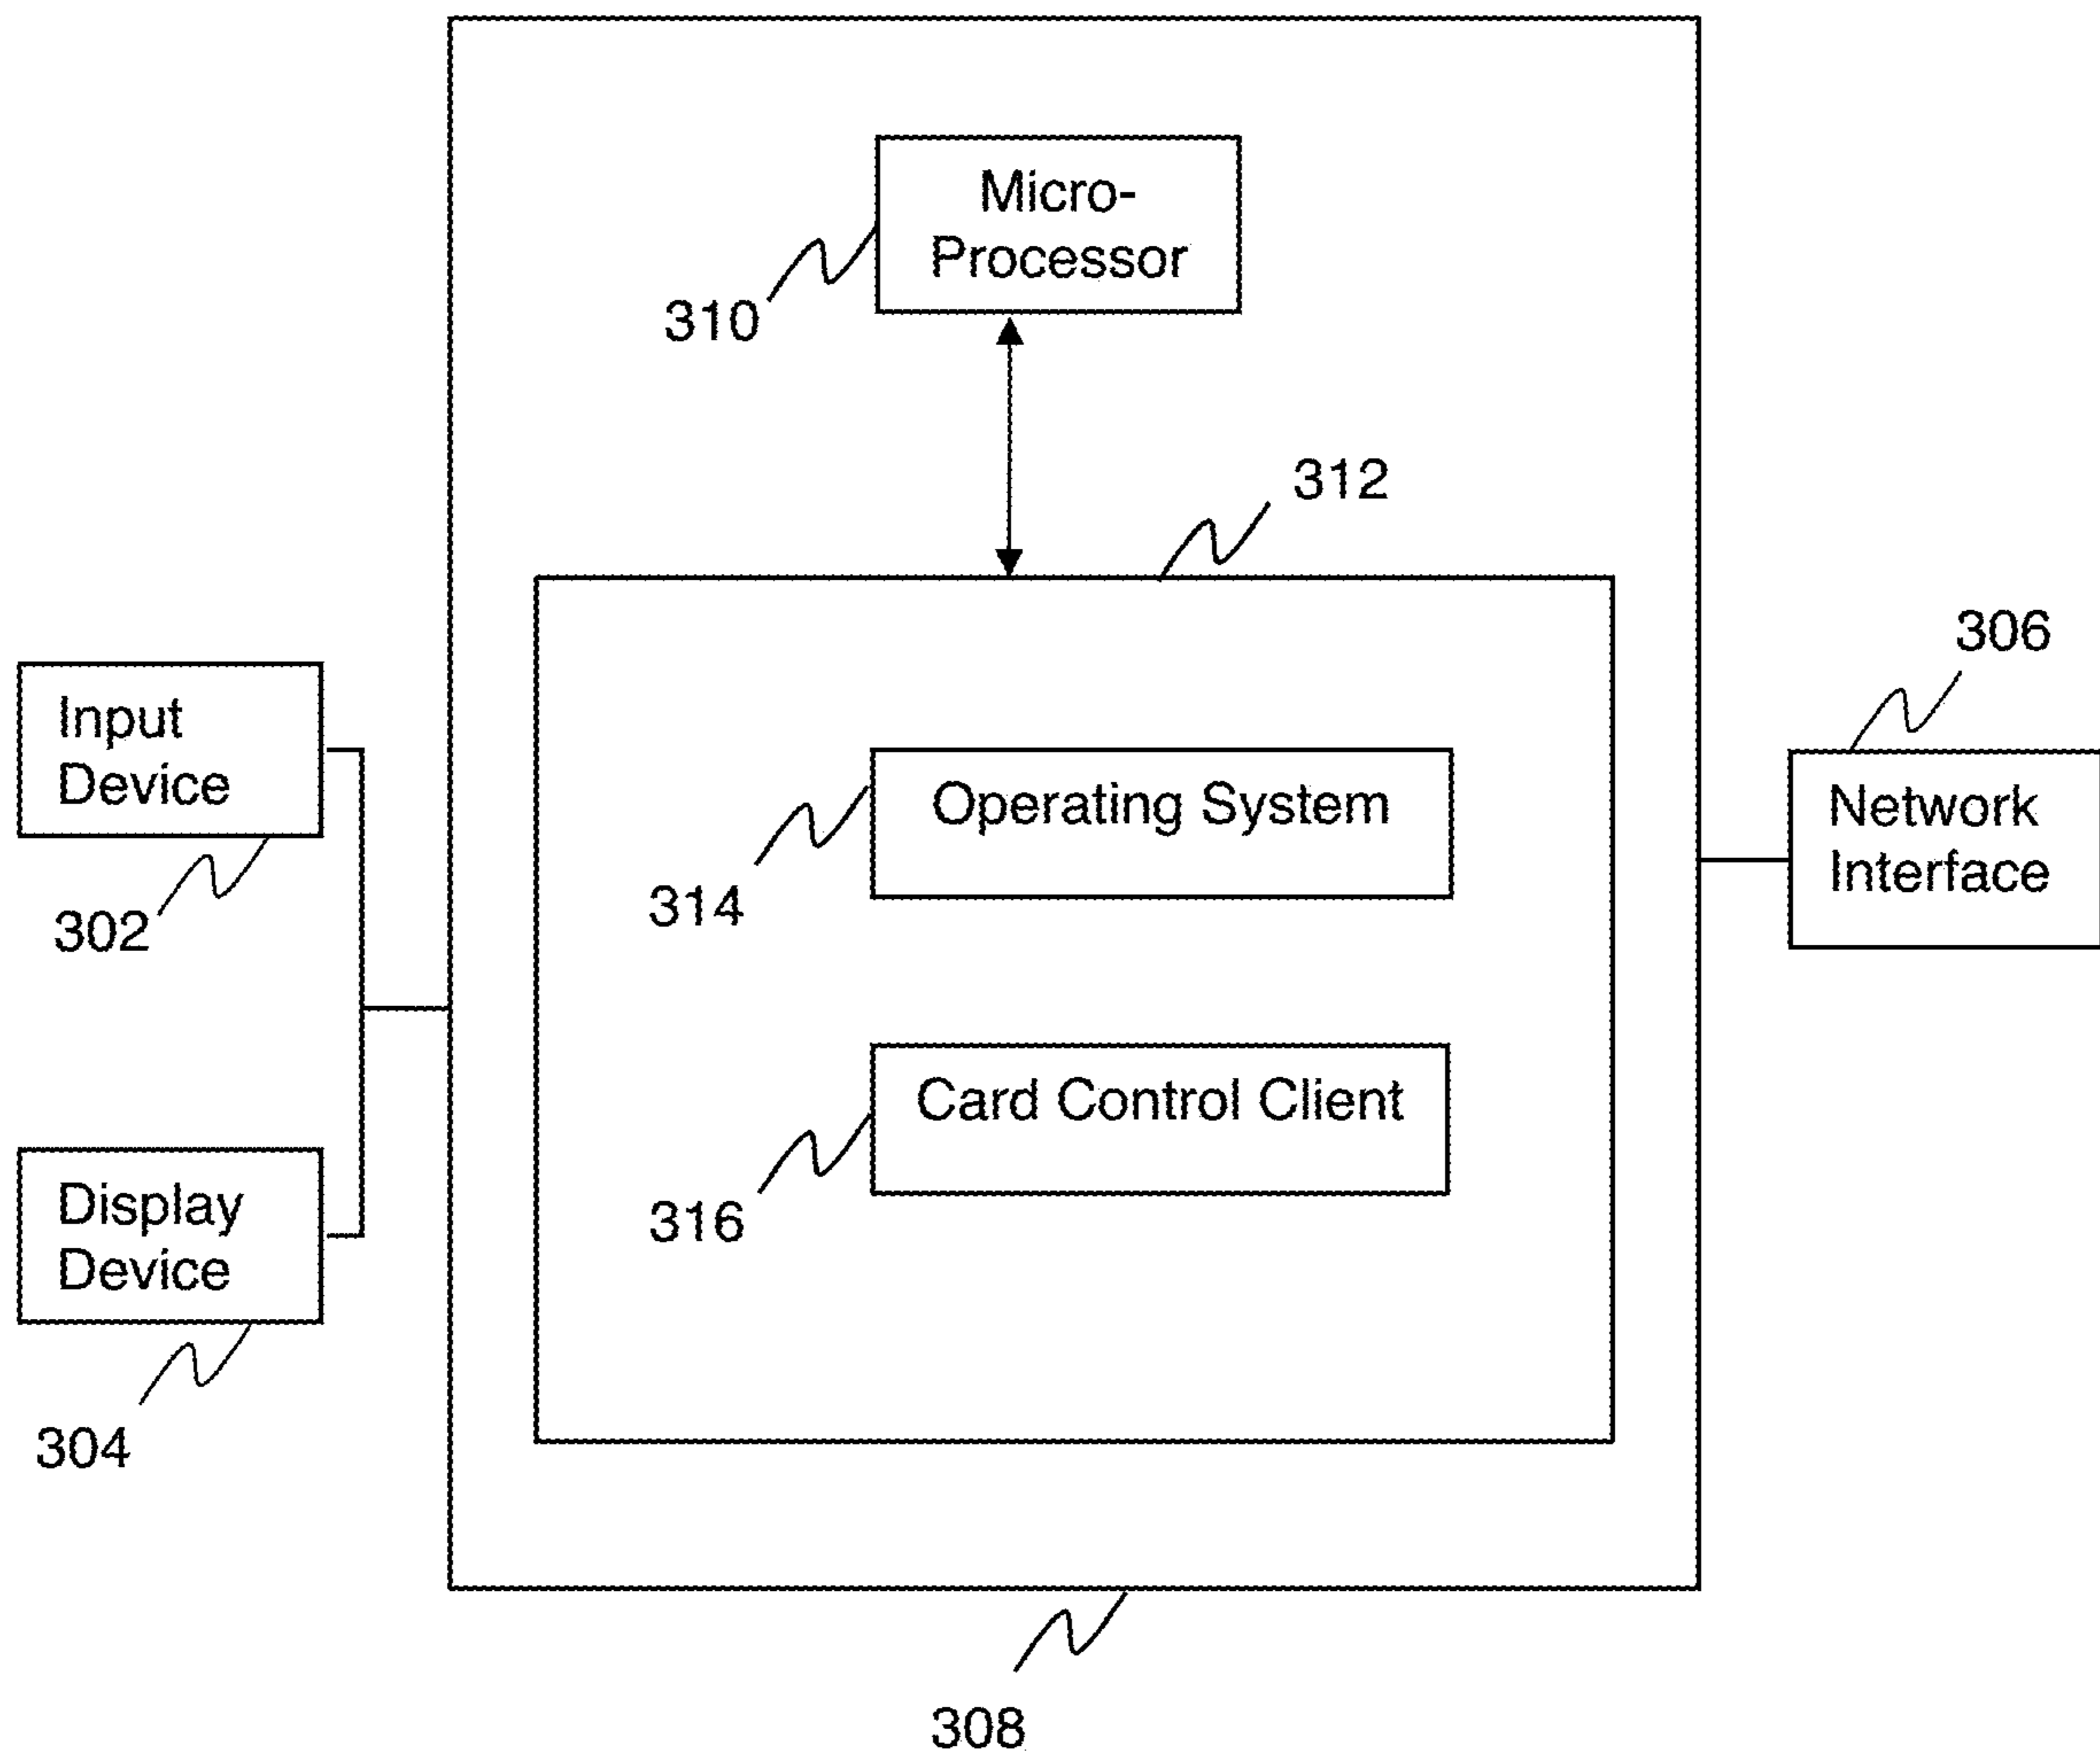 Micro-
Processor
310
312
306
Input
Device
302
Operating System
314
Network
Interface
Card Control Client
316
Display
Device
304
308